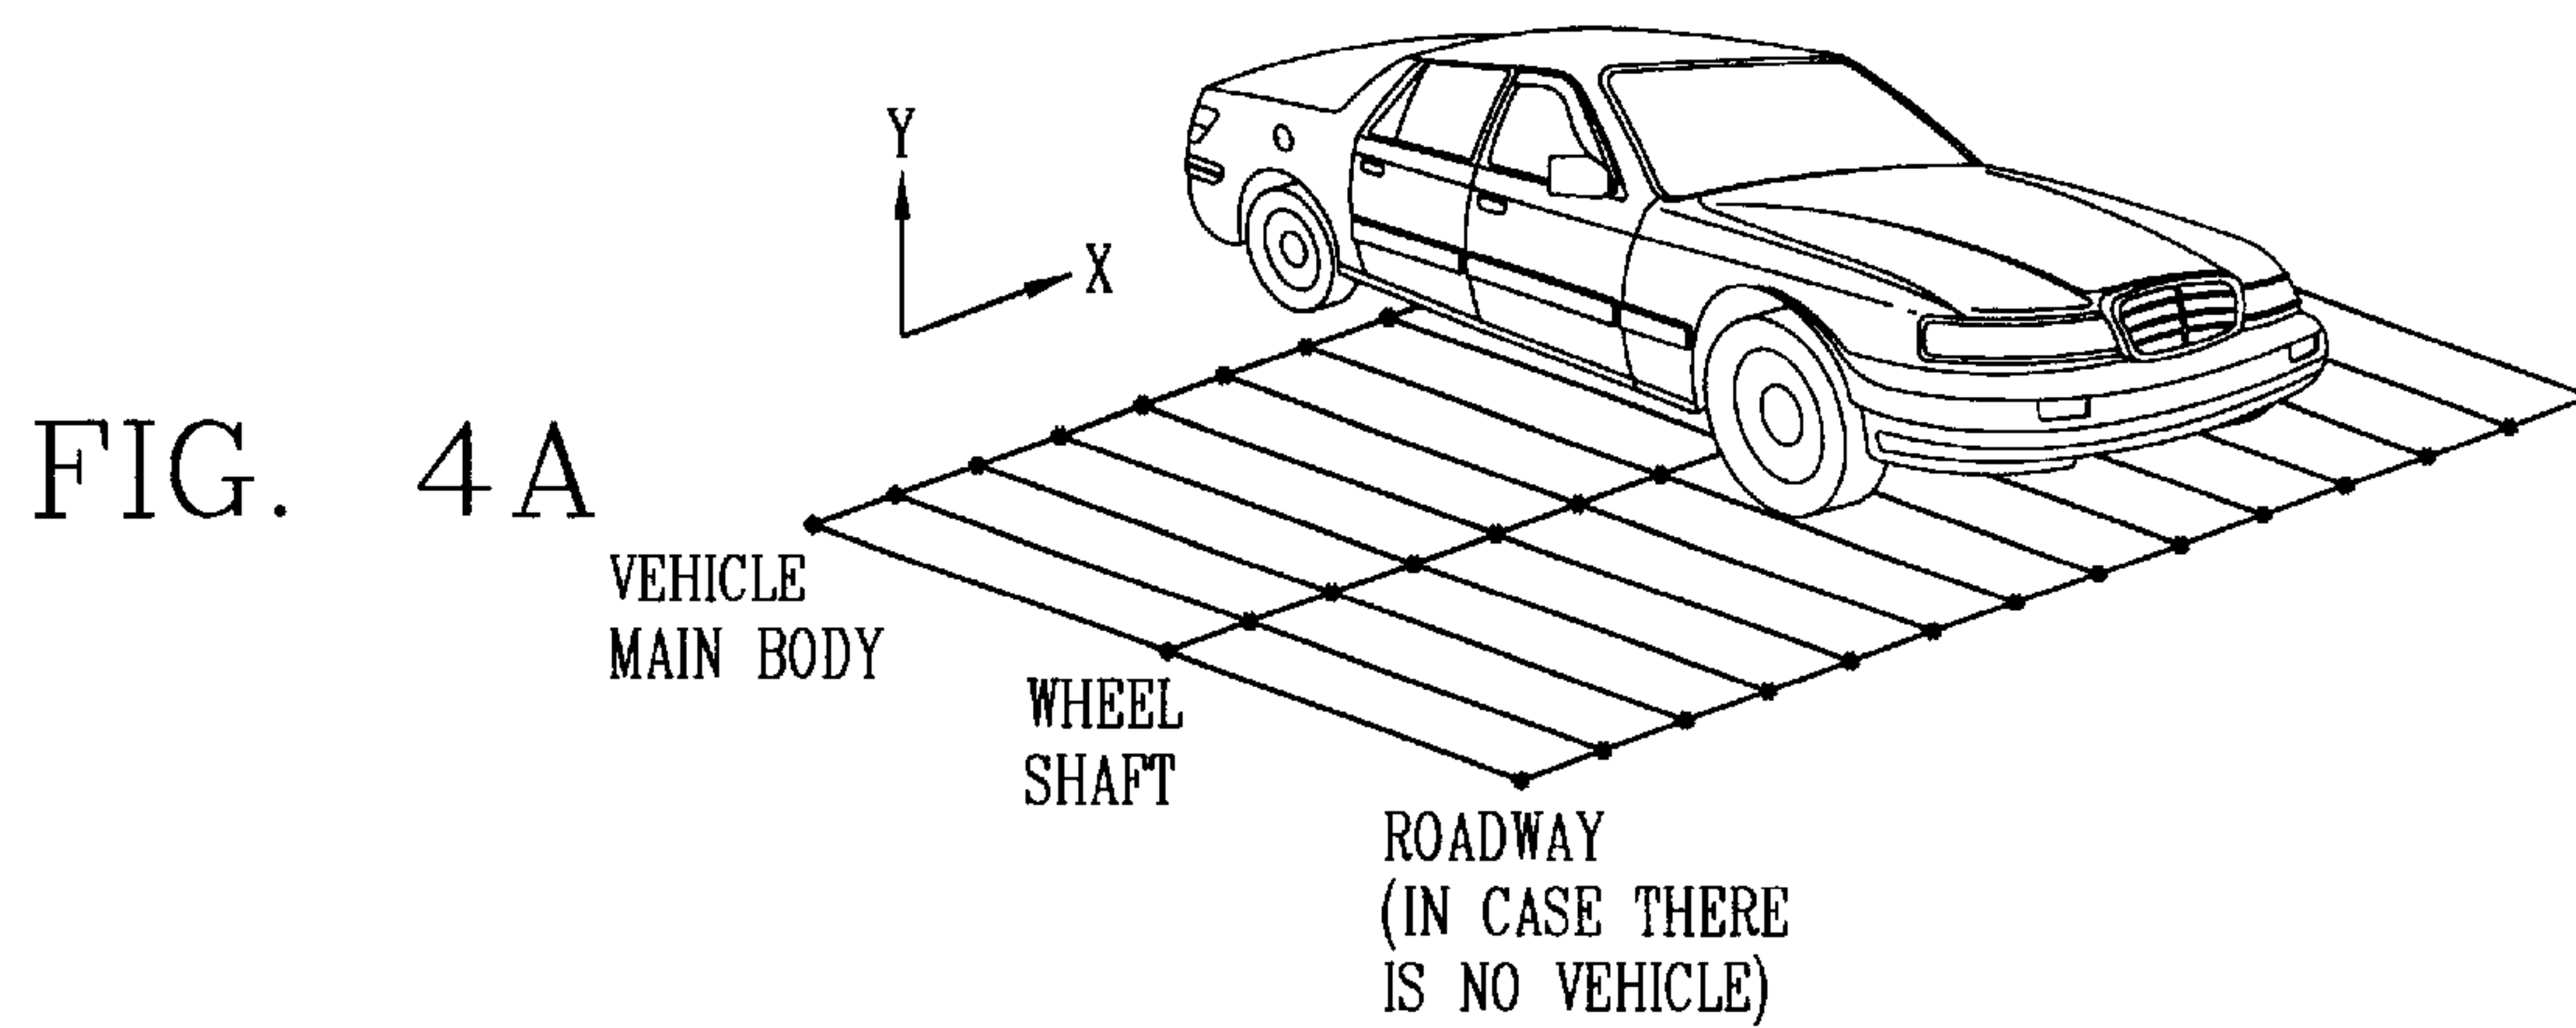 Y
X
FIG. 4A
VEHICLE
MAIN BODY
WHEEL
SHAFT
ROADWAY
(IN CASE THERE
IS NO VEHICLE)